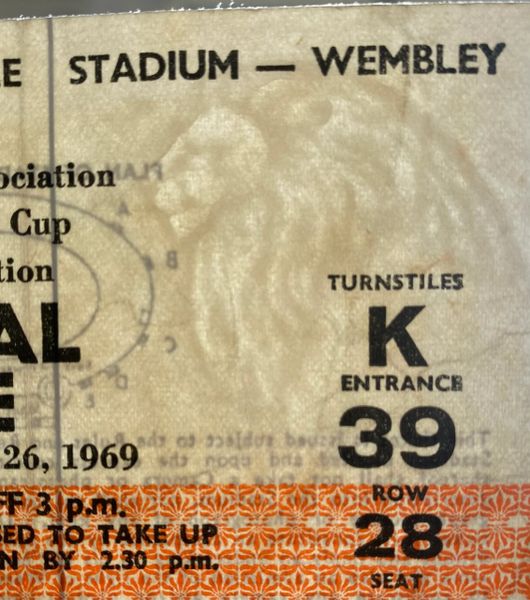 E STADIUM — WEMBLEY
ociation
Cup
tion
AL
E
26, 1969
FF 3 p.m.
SED TO TAKE UP
N BY 2.30 p.m.
TURNSTILES
K
ENTRANCE
39
ROW
28
SEAT